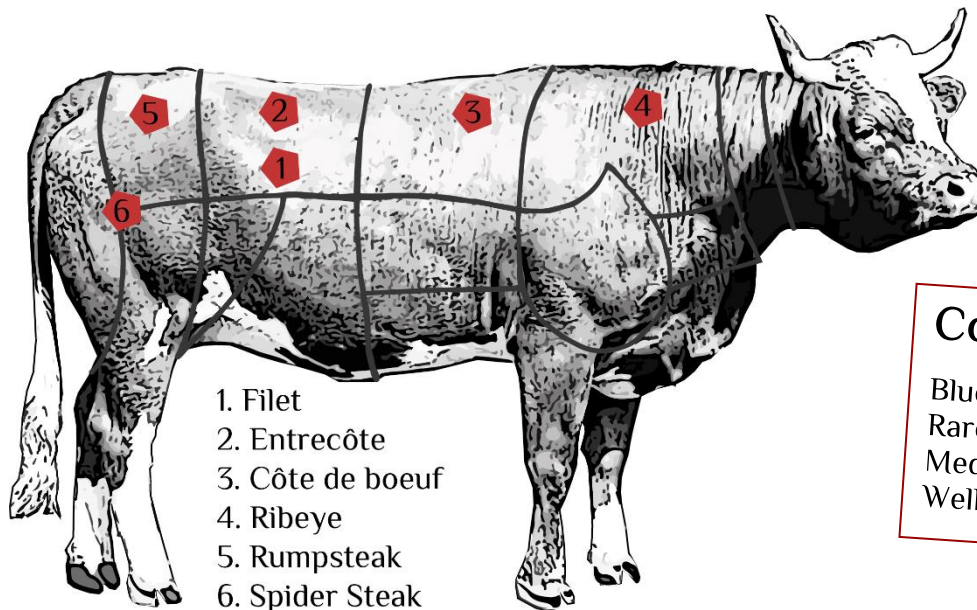 5
2
3
4
1
6
1. Filet
2. Entrecôte
3. Côte de boeuf
4. Ribeye
5. Rumpsteak
6. Spider Steak